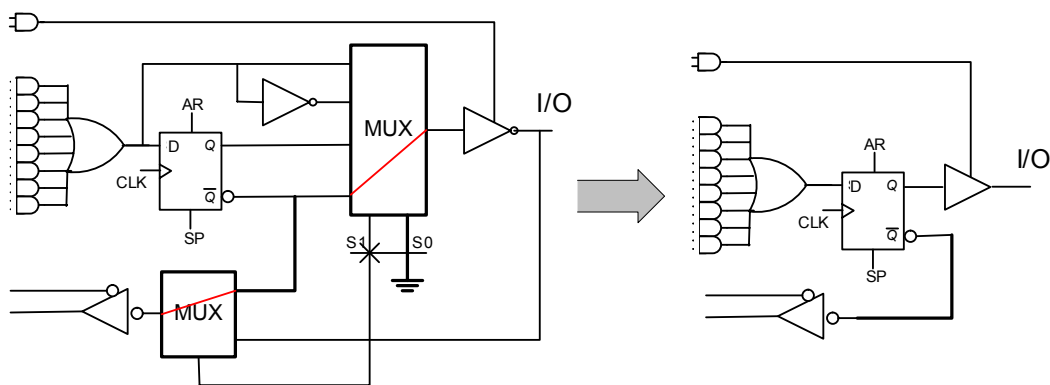 I/O
MUX
AR
D Q
CLK
Q
SP
S1 S0
MUX
I/O
AR
D Q
CLK
Q
SP